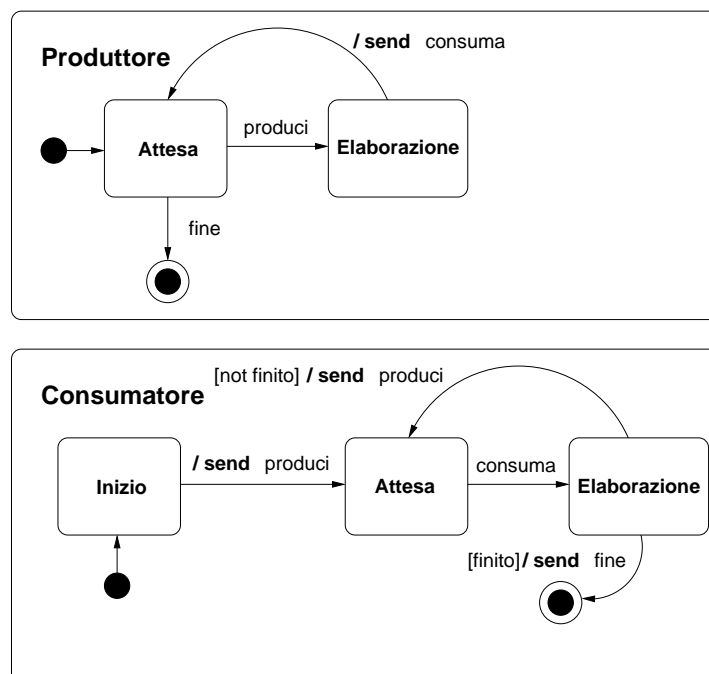 / send consuma
Produttore
produci
Attesa
Elaborazione
fine
[not finito] / send produci
Consumatore
/ send produci
consuma
Inizio
Attesa
Elaborazione
[finito]/ send fine